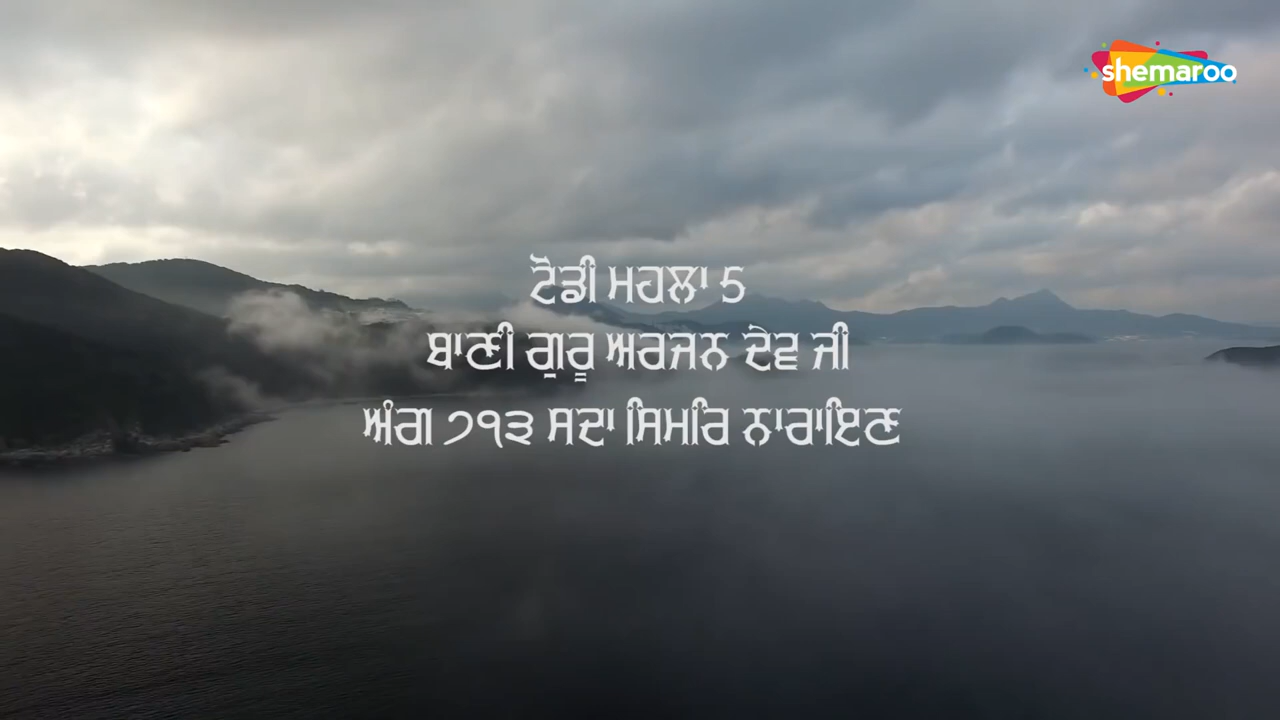 shemaroo
ਟੋਡੀ ਮਹਲਾ 5
ਬਾਣੀ ਗੁਰੂ ਅਰਜਨ ਦੇਵ ਜੀ
ਅੰਗ ੭੧੩ ਸਦਾ ਸਿਮਰਿ ਨਾਰਾਇਣ